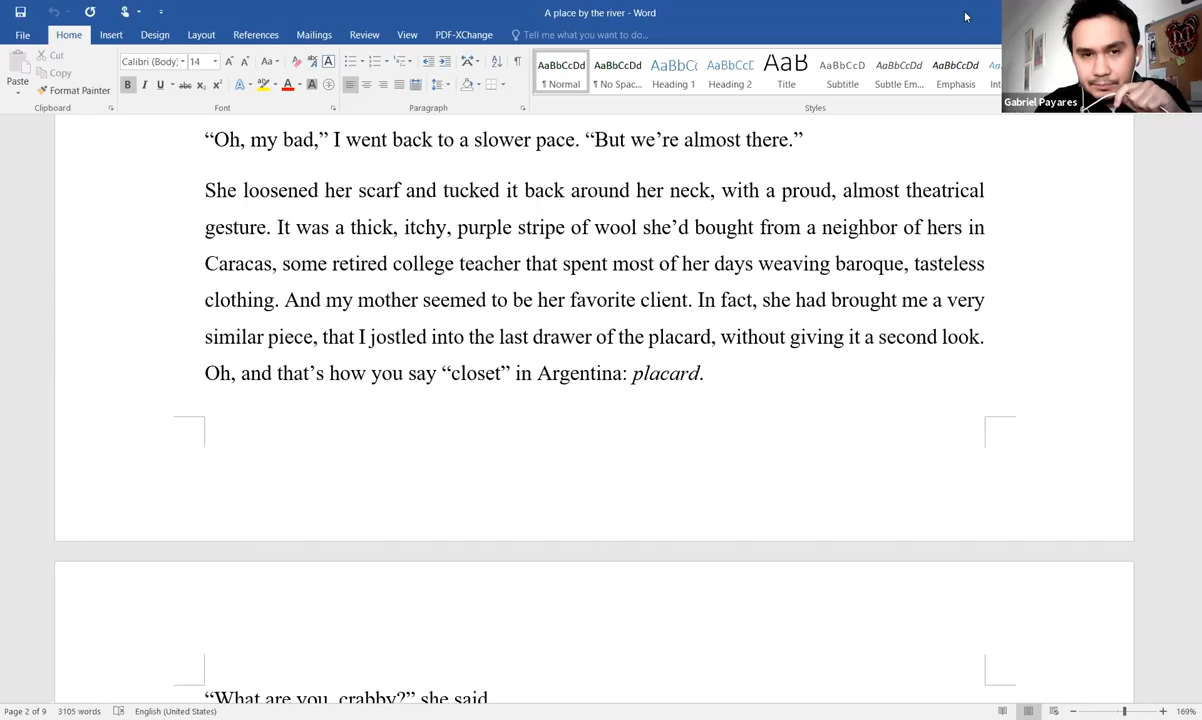 A place by the river - Word
File Home Insert Design Layout References Mailings Review View PDF-XChange Tell me what you want to do...
Paste
Cut
Copy
Format Painter
Clipboard
Calibri (Body) 14
Font
Paragraph
AaBbCcDd AaBbCcDd AaBbC AaBbCcD AaB AaBbCcD AaBbCcDd AaBbCcDd
¶ Normal ¶ No Spac... Heading 1 Heading 2 Title Subtitle Subtle Em... Emphasis
Styles
Gabriel Payares
“Oh, my bad,” I went back to a slower pace. “But we’re almost there.”
She loosened her scarf and tucked it back around her neck, with a proud, almost theatrical
gesture. It was a thick, itchy, purple stripe of wool she’d bought from a neighbor of hers in
Caracas, some retired college teacher that spent most of her days weaving baroque, tasteless
clothing. And my mother seemed to be her favorite client. In fact, she had brought me a very
similar piece, that I jostled into the last drawer of the placard, without giving it a second look.
Oh, and that’s how you say “closet” in Argentina: placard.
“What are you, crabby?” she said
Page 2 of 9 3105 words English (United States) 169%